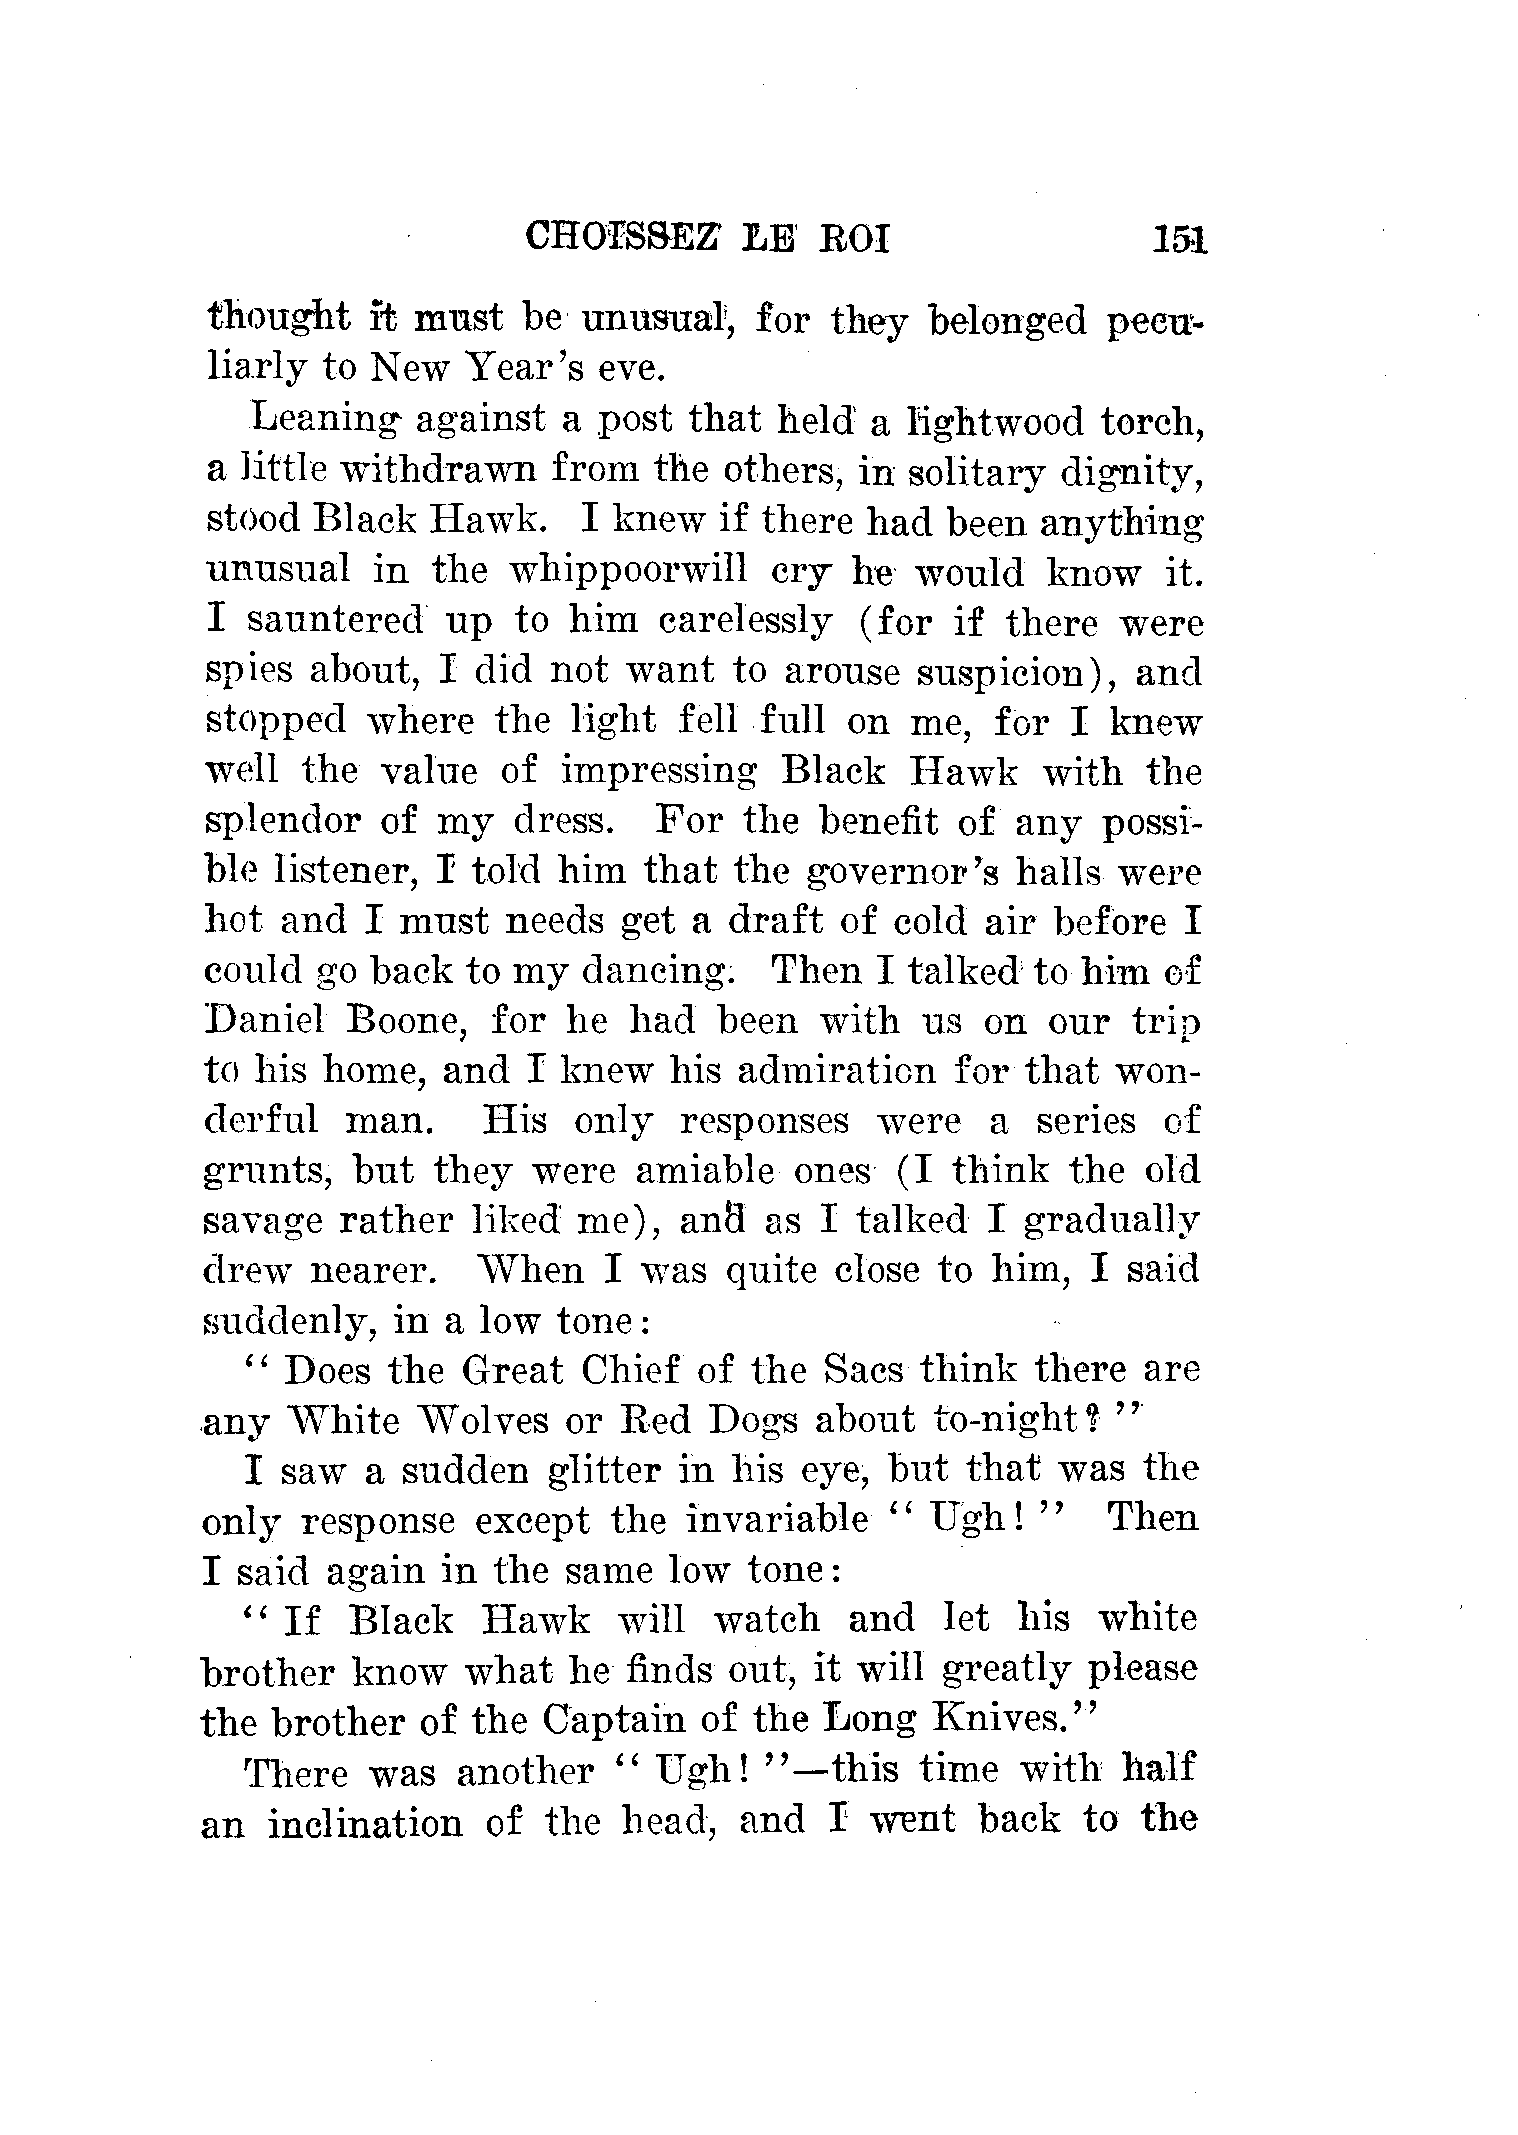 CHOISSEZ LE ROI 151
thought it must be unusual, for they belonged pecu-
liarly to New Year's eve.
Leaning against a post that held a lightwood torch,
a little withdrawn from the others, in solitary dignity,
stood Black Hawk. I knew if there had been anything
unusual in the whippoorwill cry he would know it.
I sauntered up to him carelessly (for if there were
spies about, I did not want to arouse suspicion), and
stopped where the light fell full on me, for I knew
well the value of impressing Black Hawk with the
splendor of my dress. For the benefit of any possi-
ble listener, I told him that the governor's halls were
hot and I must needs get a draft of cold air before I
could go back to my dancing. Then I talked to him of
Daniel Boone, for he had been with us on our trip
to his home, and I knew his admiration for that won-
derful man. His only responses were a series of
grunts, but they were amiable ones (I think the old
savage rather liked me), and as I talked I gradually
drew nearer. When I was quite close to him, I said
suddenly, in a low tone:
" Does the Great Chief of the Sacs think there are
any White Wolves or Red Dogs about to-night? "
I saw a sudden glitter in his eye, but that was the
only response except the invariable " Ugh! " Then
I said again in the same low tone:
" If Black Hawk will watch and let his white
brother know what he finds out, it will greatly please
the brother of the Captain of the Long Knives."
There was another " Ugh! "—this time with half
an inclination of the head, and I went back to the